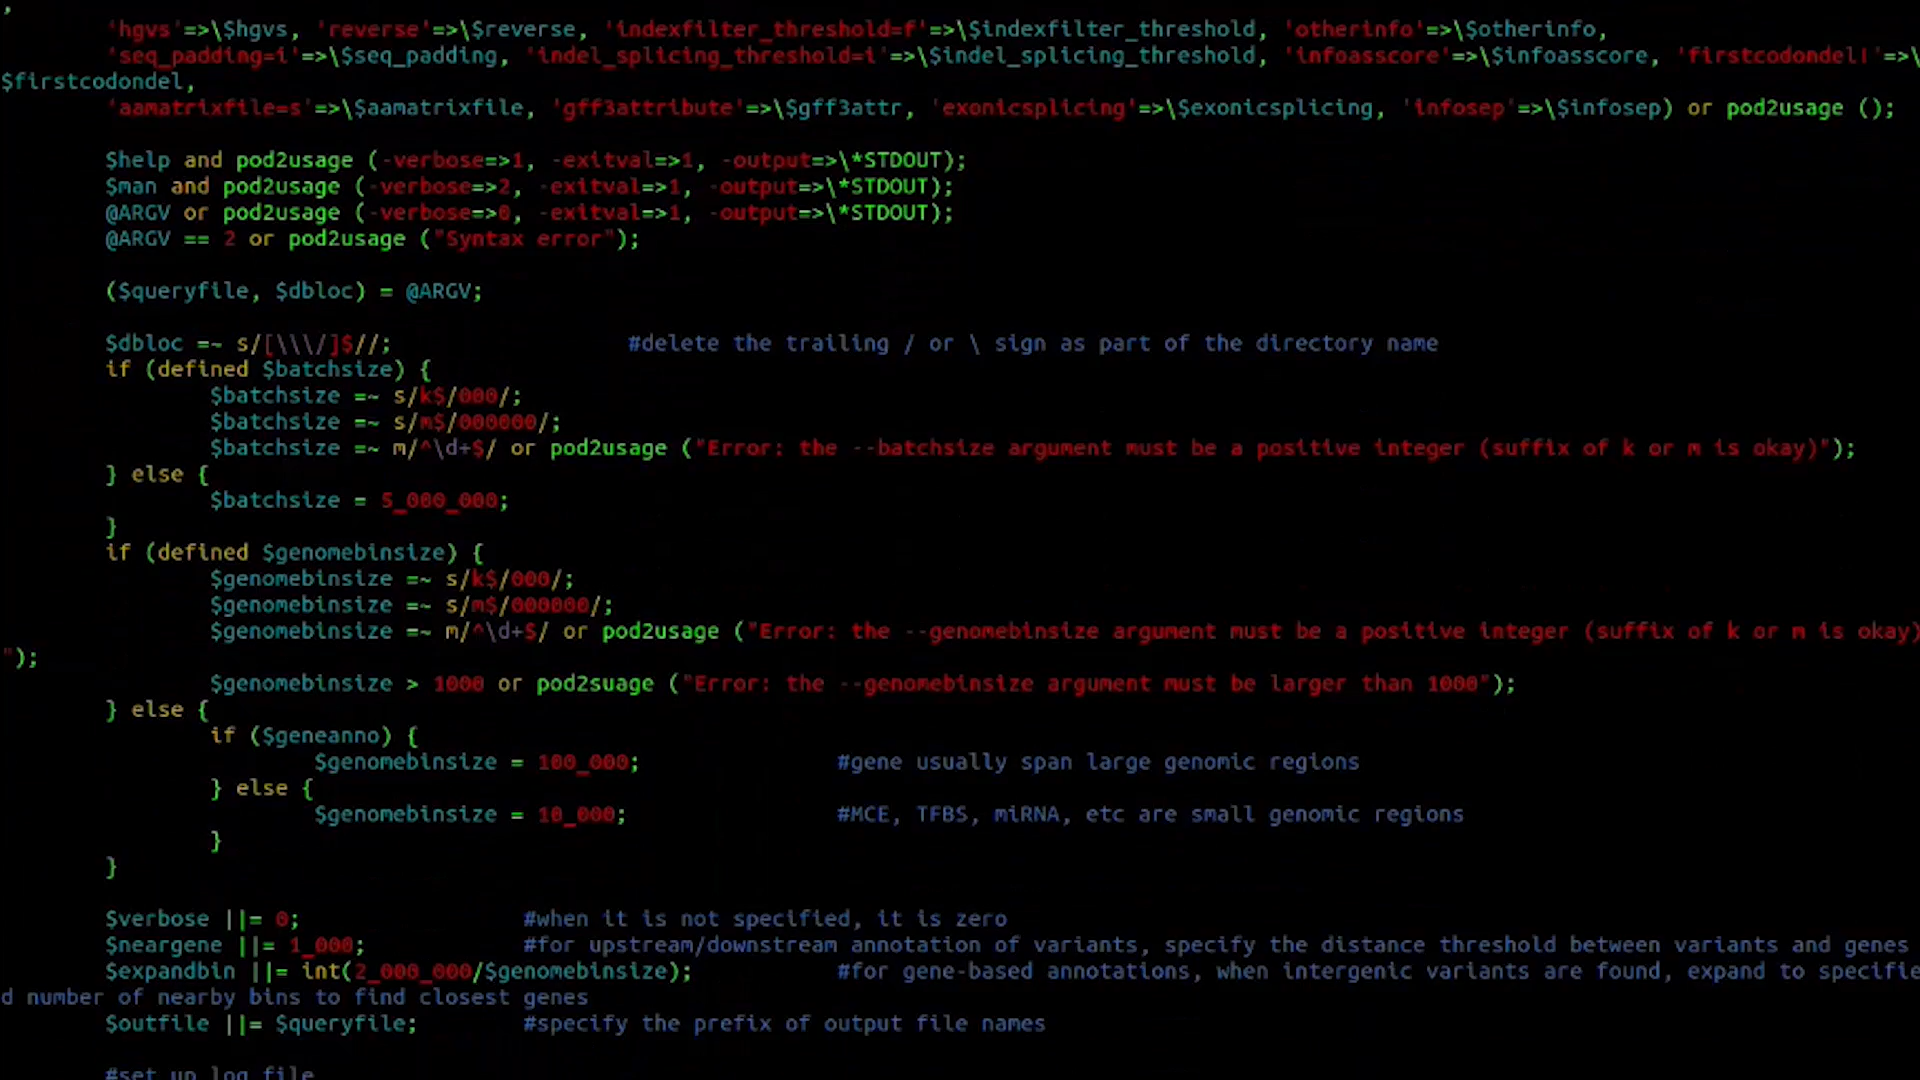 ,
'hgvs'=>\$hgvs, 'reverse'=>\$reverse, 'indexfilter_threshold=f'=>\$indexfilter_threshold, 'otherinfo'=>\$otherinfo,
'seq_padding=i'=>\$seq_padding, 'indel_splicing_threshold=i'=>\$indel_splicing_threshold, 'infoasscore'=>\$infoasscore, 'firstcodondel!'=>\
$firstcodondel,
'aamatrixfile=s'=>\$aamatrixfile, 'gff3attribute'=>\$gff3attr, 'exonicsplicing'=>\$exonicsplicing, 'infosep'=>\$infosep) or pod2usage ();
$help and pod2usage (-verbose=>1, -exitval=>1, -output=>\*STDOUT);
$man and pod2usage (-verbose=>2, -exitval=>1, -output=>\*STDOUT);
@ARGV or pod2usage (-verbose=>0, -exitval=>1, -output=>\*STDOUT);
@ARGV == 2 or pod2usage ("Syntax error");
($queryfile, $dbloc) = @ARGV;
$dbloc =~ s/[\\\/]$//; #delete the trailing / or \ sign as part of the directory name
if (defined $batchsize) {
$batchsize =~ s/k$/000/;
$batchsize =~ s/m$/000000/;
$batchsize =~ m/^\d+$/ or pod2usage ("Error: the --batchsize argument must be a positive integer (suffix of k or m is okay)");
} else {
$batchsize = 5_000_000;
}
if (defined $genomebinsize) {
$genomebinsize =~ s/k$/000/;
$genomebinsize =~ s/m$/000000/;
$genomebinsize =~ m/^\d+$/ or pod2usage ("Error: the --genomebinsize argument must be a positive integer (suffix of k or m is okay)
");
$genomebinsize > 1000 or pod2suage ("Error: the --genomebinsize argument must be larger than 1000");
} else {
if ($geneanno) {
$genomebinsize = 100_000; #gene usually span large genomic regions
} else {
$genomebinsize = 10_000; #MCE, TFBS, miRNA, etc are small genomic regions
}
}
$verbose ||= 0; #when it is not specified, it is zero
$neargene ||= 1_000; #for upstream/downstream annotation of variants, specify the distance threshold between variants and genes
$expandbin ||= int(2_000_000/$genomebinsize); #for gene-based annotations, when intergenic variants are found, expand to specifie
d number of nearby bins to find closest genes
$outfile ||= $queryfile; #specify the prefix of output file names
#set up log file